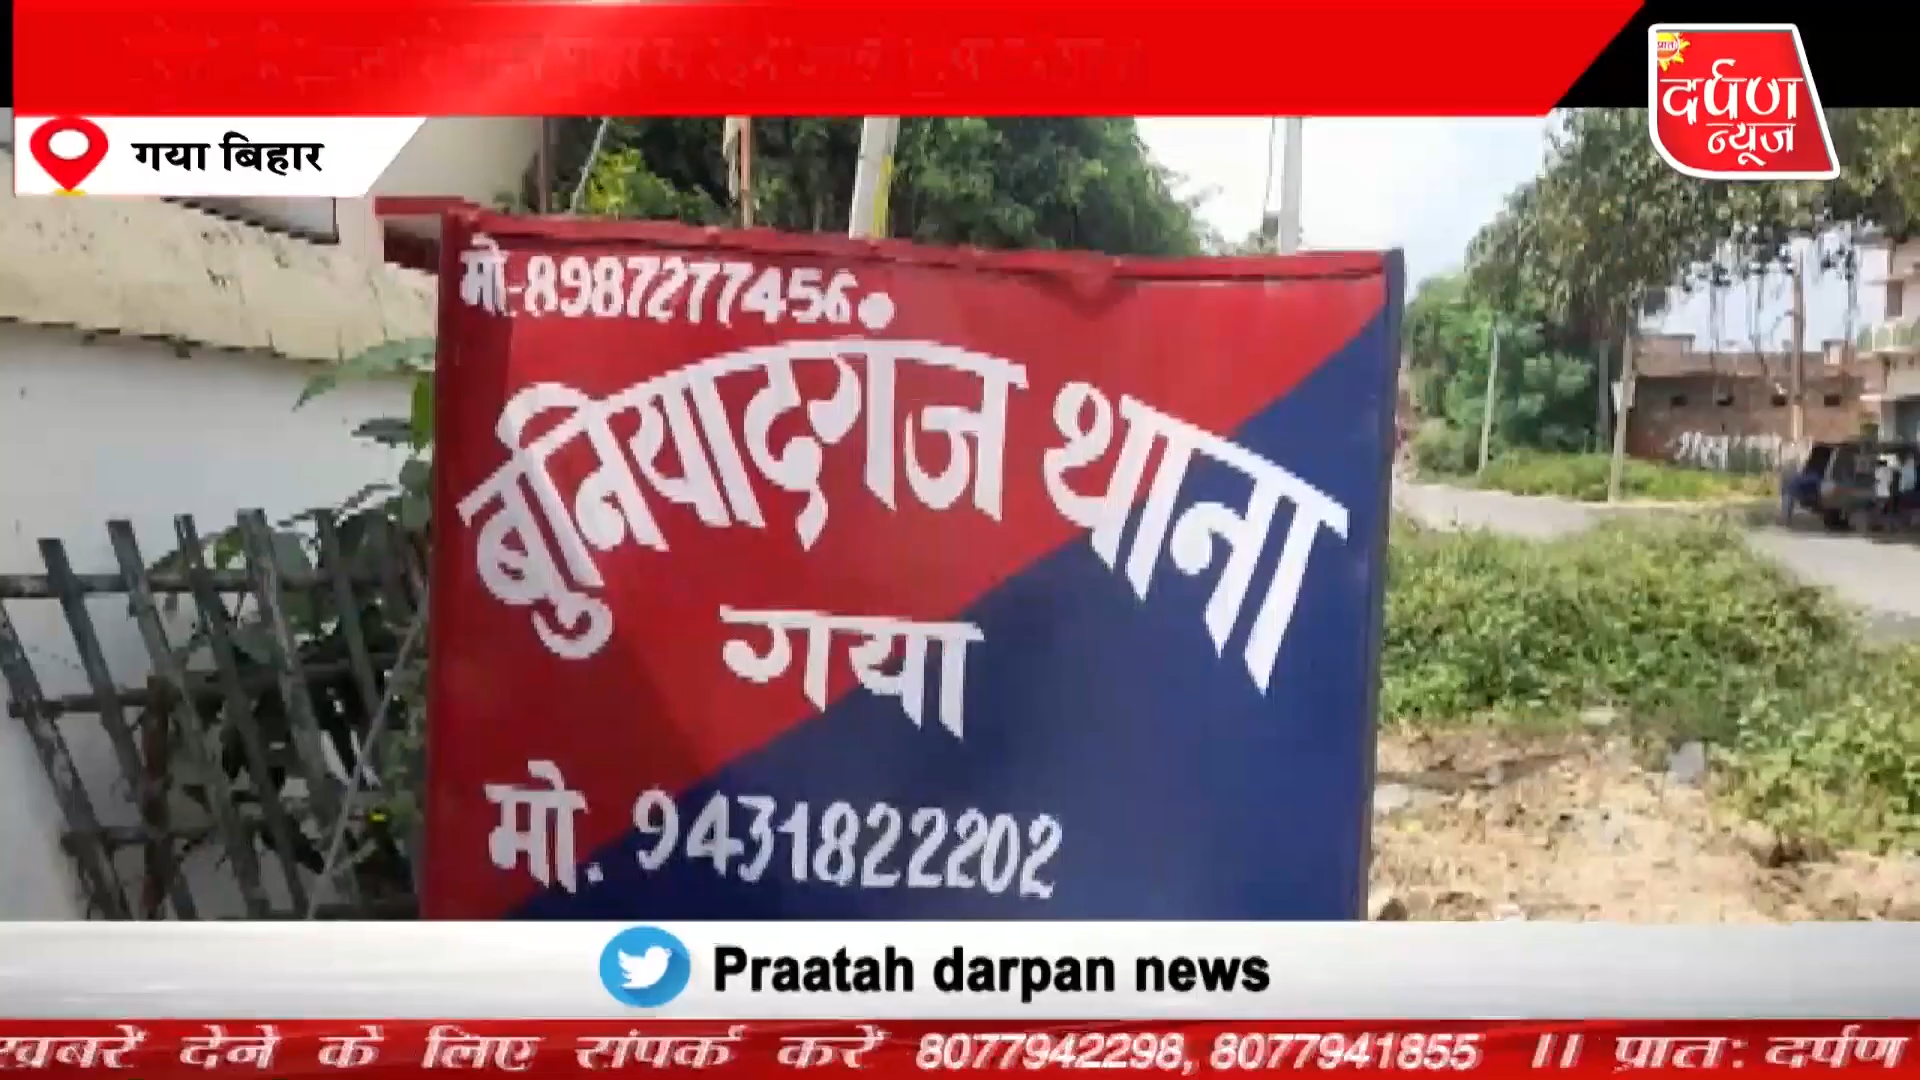 प्रातः
दर्पण
न्यूज
गया बिहार
मो-8987277456
बुनियादगंज थाना
गया
मो. 9431822202
Praatah darpan news
खबरें देने के लिए संपर्क करें 8077942298, 8077941855 ।। प्रात: दर्पण